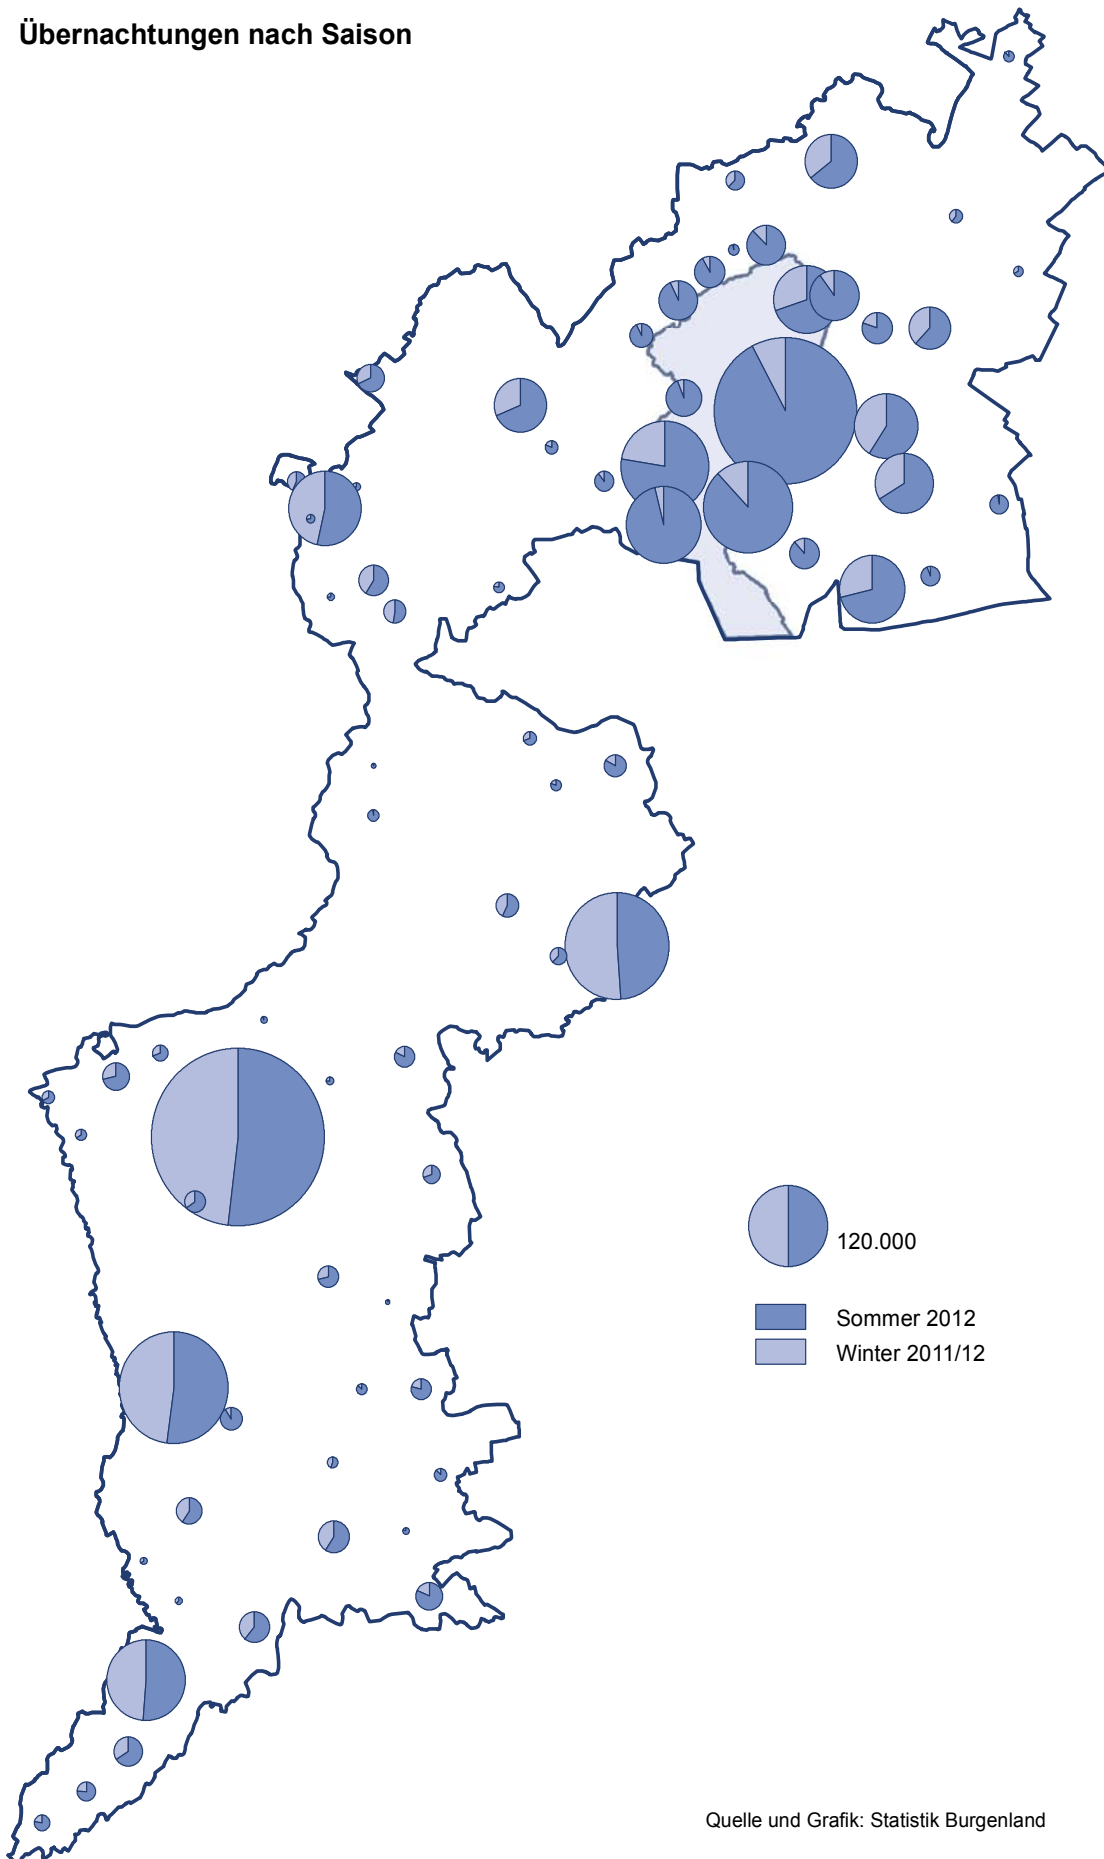 Übernachtungen nach Saison
120.000
Sommer 2012
Winter 2011/12
Quelle und Grafik: Statistik Burgenland